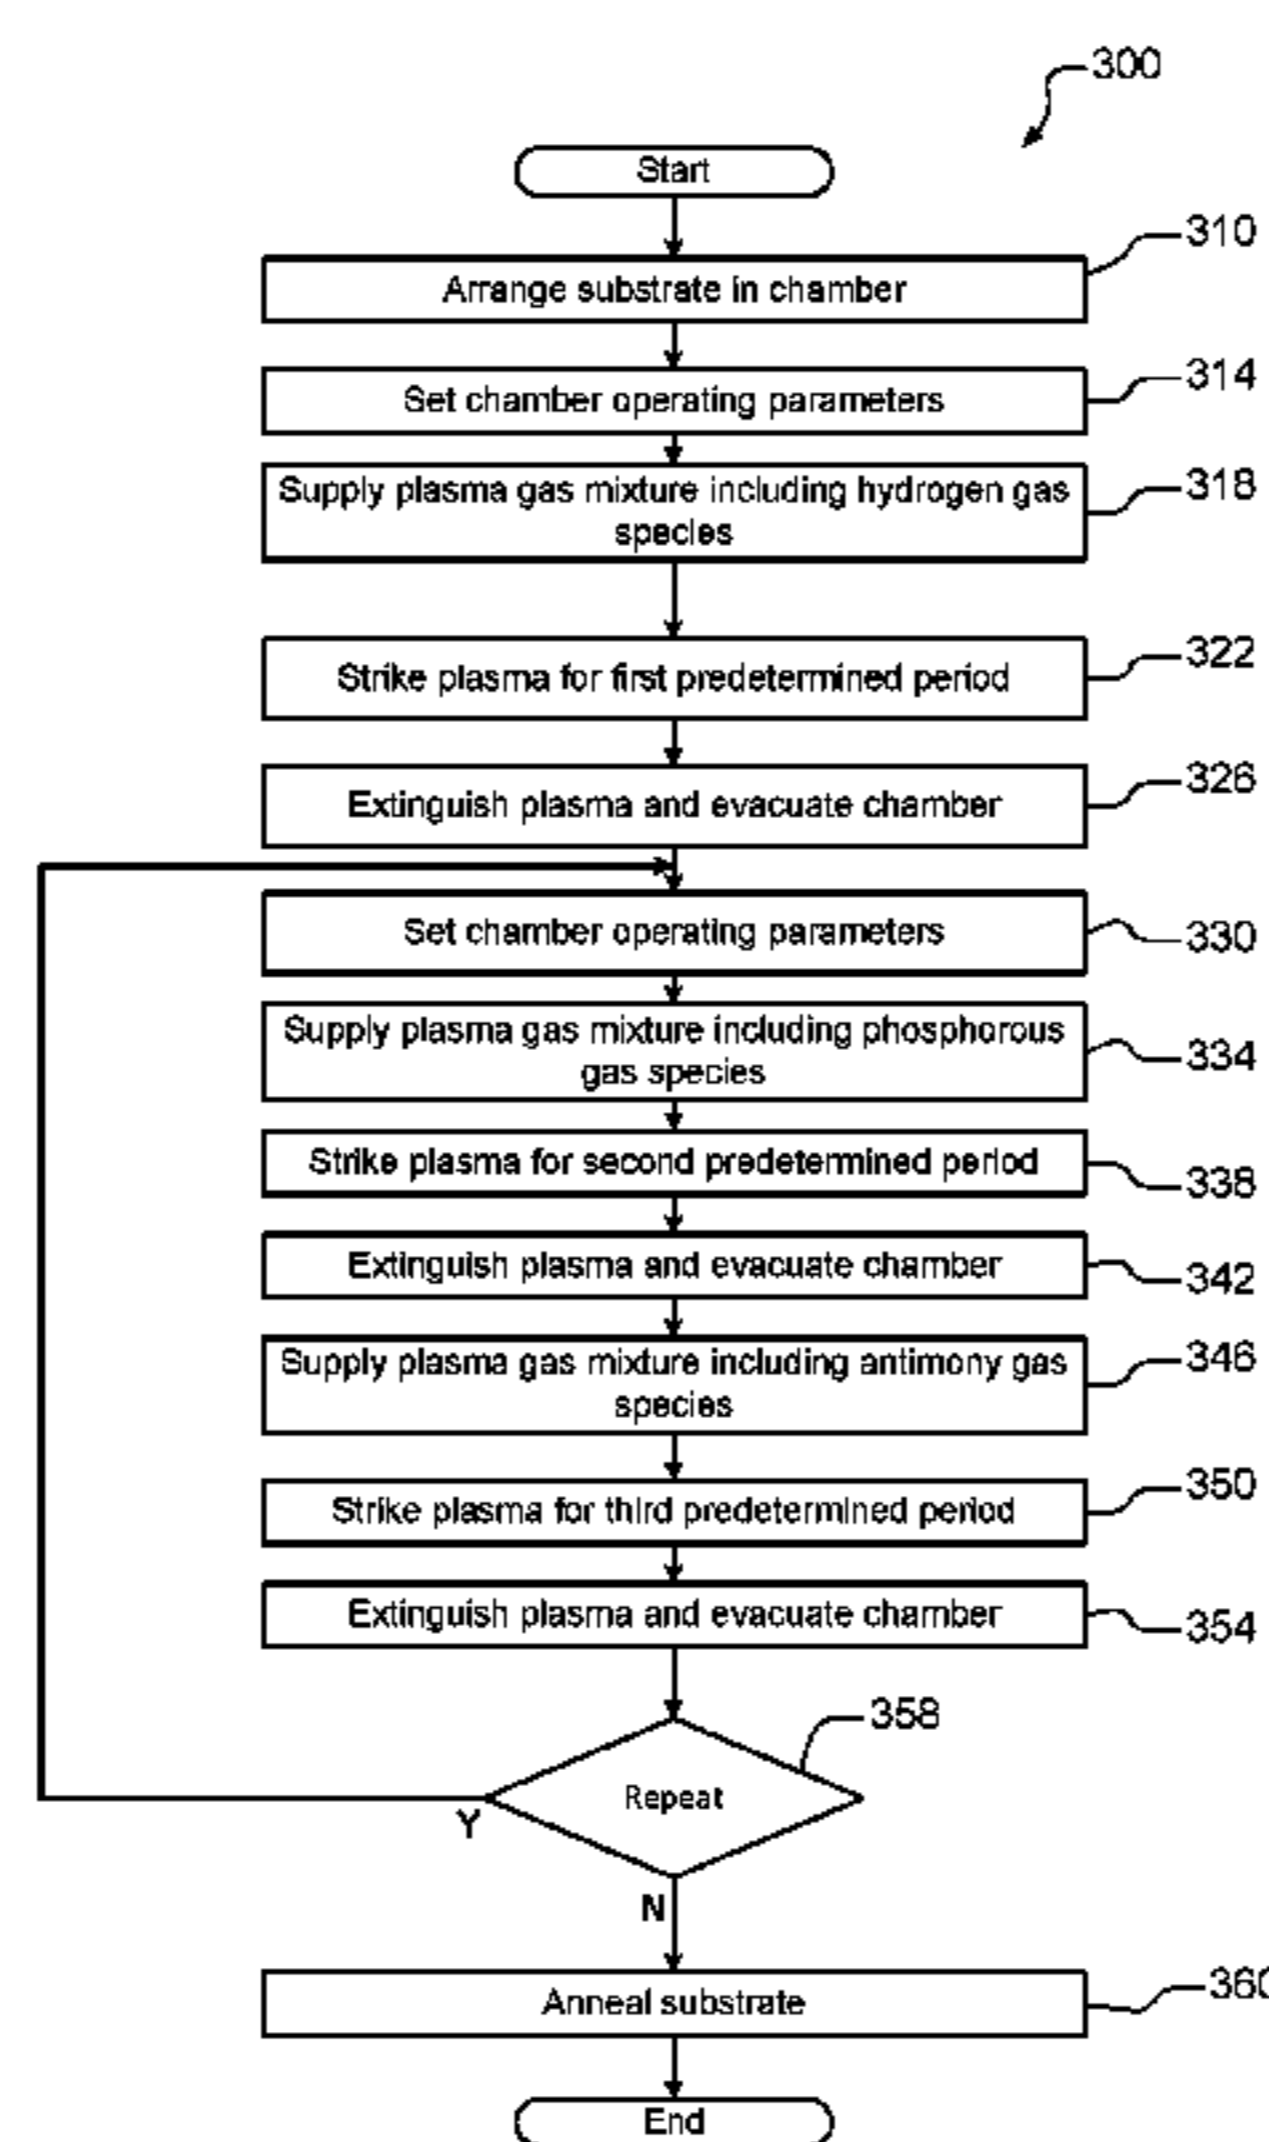 300
Start
310
Arrange substrate in chamber
314
Set chamber operating parameters
318
Supply plasma gas mixture including hydrogen gas
species
322
Strike plasma for first predetermined period
326
Extinguish plasma and evacuate chamber
Set chamber operating parameters
330
Supply plasma gas mixture including phosphorous
gas species
334
Strike plasma for second predetermined period
338
Extinguish plasma and evacuate chamber
342
Supply plasma gas mixture including antimony gas
species
346
350
Strike plasma for third predetermined period
Extinguish plasma and evacuate chamber
354
358
Repeat
Y
N
360
Anneal substrate
End